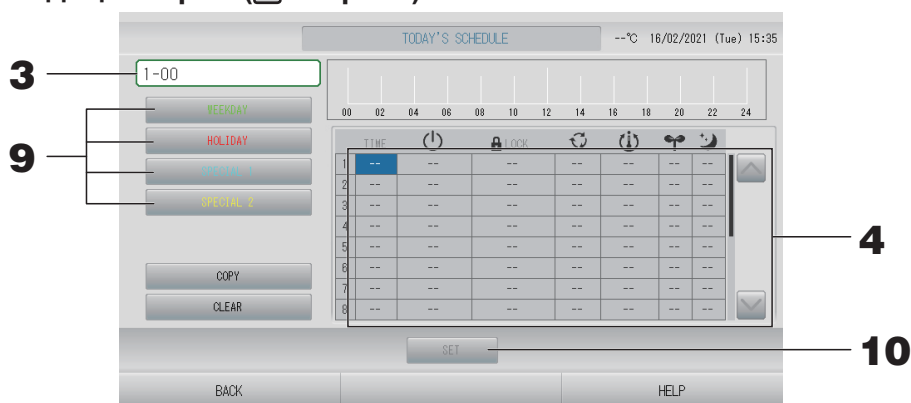 TODAY'S SCHEDULE --°C 16/02/2021 (Tue) 15:35
3
1-00
00 02 04 06 08 10 12 14 16 18 20 22 24
WEEKDAY
9
HOLIDAY
SPECIAL 1
SPECIAL 2
TIME LOCK
1 -- -- -- -- -- -- --
2 -- -- -- -- -- -- --
3 -- -- -- -- -- -- --
4 -- -- -- -- -- -- --
5 -- -- -- -- -- -- --
6 -- -- -- -- -- -- --
7 -- -- -- -- -- -- --
8 -- -- -- -- -- -- --
4
COPY
CLEAR
SET
10
BACK HELP